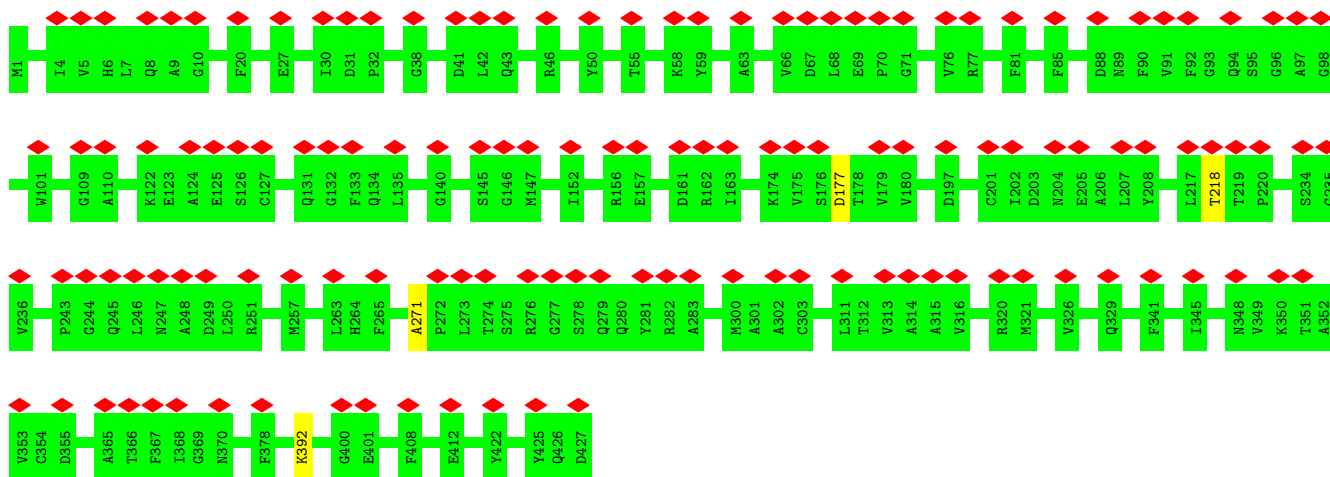 M1 I4 V5 H6 L7 Q8 A9 G10 F20 E27 I30 D31 P32 G38 D41 L42 Q43 R46 Y50 T55 K58 Y59 A63 V66 D67 L68 E69 P70 G71 V76 R77 F81 F85 D88 N89 F90 V91 F92 G93 Q94 S95 G96 A97 G98
W101 G109 A110 K122 E123 A124 E125 S126 C127 Q131 G132 F133 Q134 L135 G140 S145 G146 M147 I152 R156 E157 D161 R162 I163 K174 V175 S176 D177 T178 V179 V180 D197 C201 I202 D203 N204 E205 A206 L207 Y208 L217 T218 T219 P220 S234 G235
V236 P243 G244 Q245 L246 N247 A248 D249 L250 R251 M257 L263 H264 F265 A271 P272 L273 T274 S275 R276 G277 S278 Q279 Q280 Y281 R282 A283 M300 A301 A302 C303 L311 T312 V313 A314 A315 V316 R320 M321 V326 Q329 F341 I345 N348 V349 K350 T351 A352
V353 C354 D355 A365 T366 F367 I368 G369 N370 F378 K392 G400 E401 F408 E412 Y422 Y425 Q426 D427